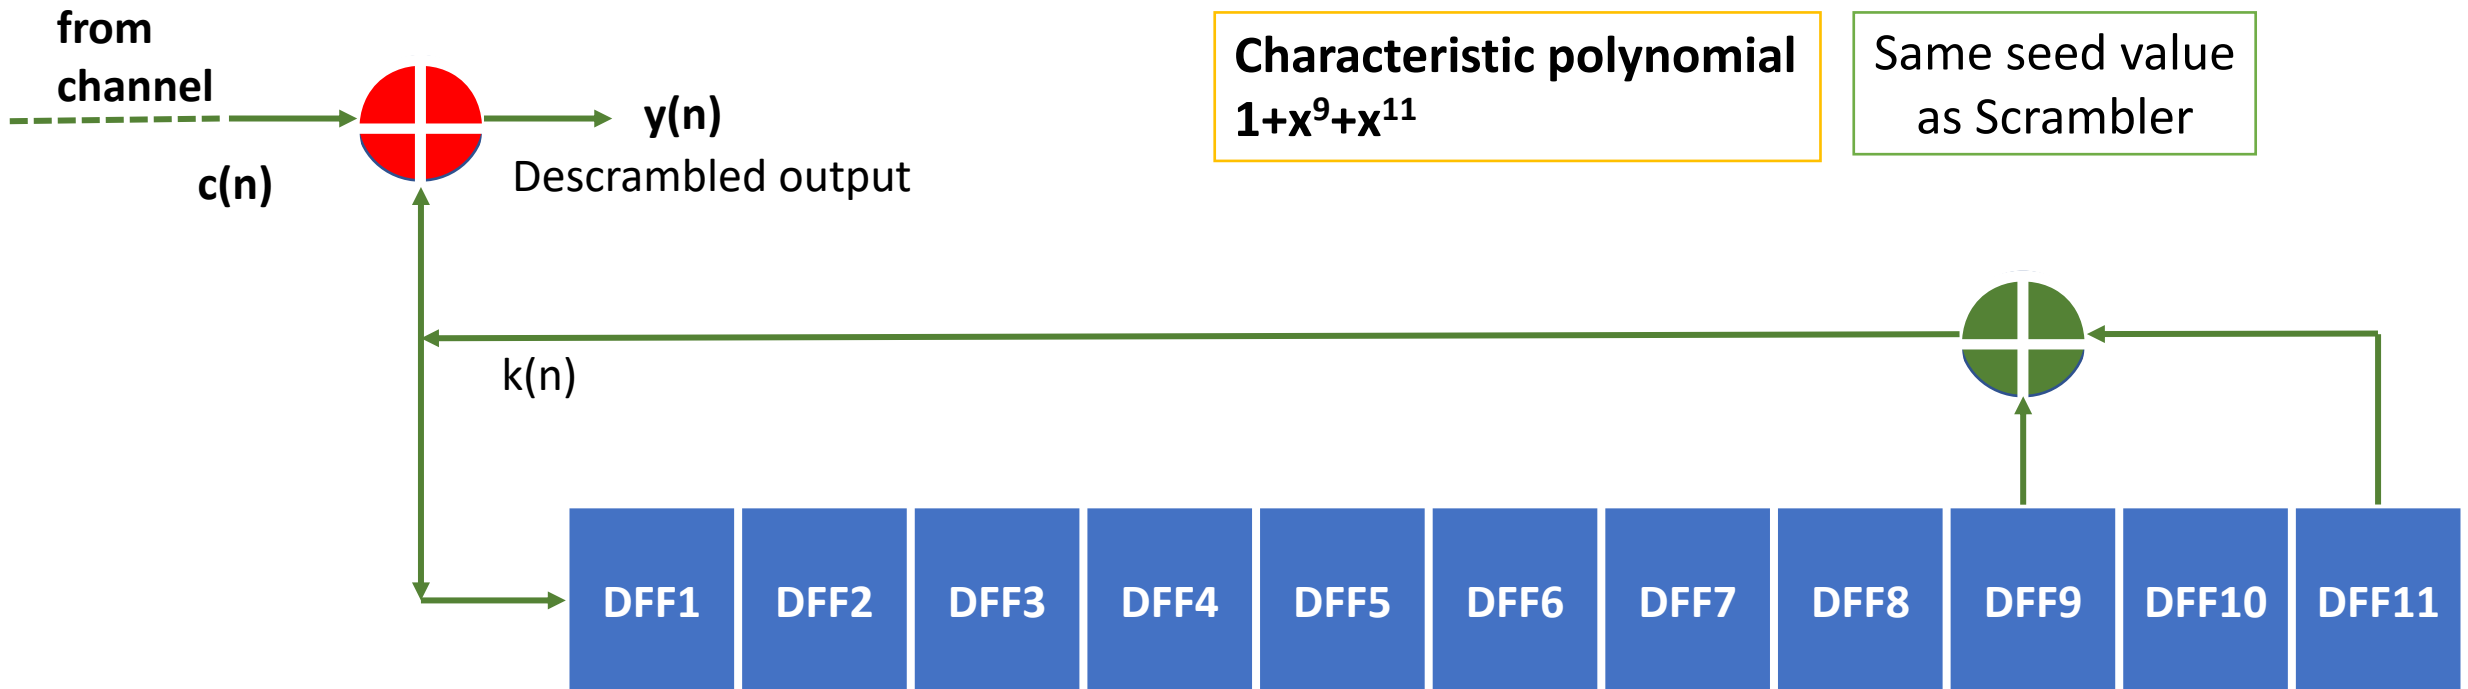 from
channel
c(n)
y(n)
Descrambled output
Characteristic polynomial
1+x⁹+x¹¹
Same seed value
as Scrambler
k(n)
DFF1 DFF2 DFF3 DFF4 DFF5 DFF6 DFF7 DFF8 DFF9 DFF10 DFF11